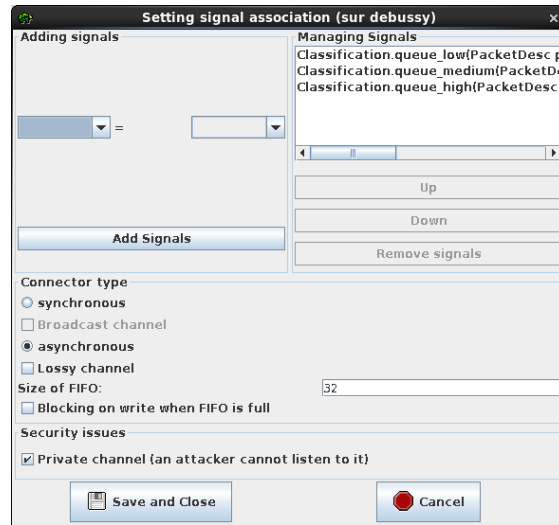 Setting signal association (sur debussy)
Adding signals
=
Add Signals
Managing Signals
Classification.queue_low(PacketDesc p
Classification.queue_medium(PacketDe
Classification.queue_high(PacketDesc
Up
Down
Remove signals
Connector type
synchronous
Broadcast channel
asynchronous
Lossy channel
Size of FIFO:
32
Blocking on write when FIFO is full
Security issues
Private channel (an attacker cannot listen to it)
Save and Close
Cancel